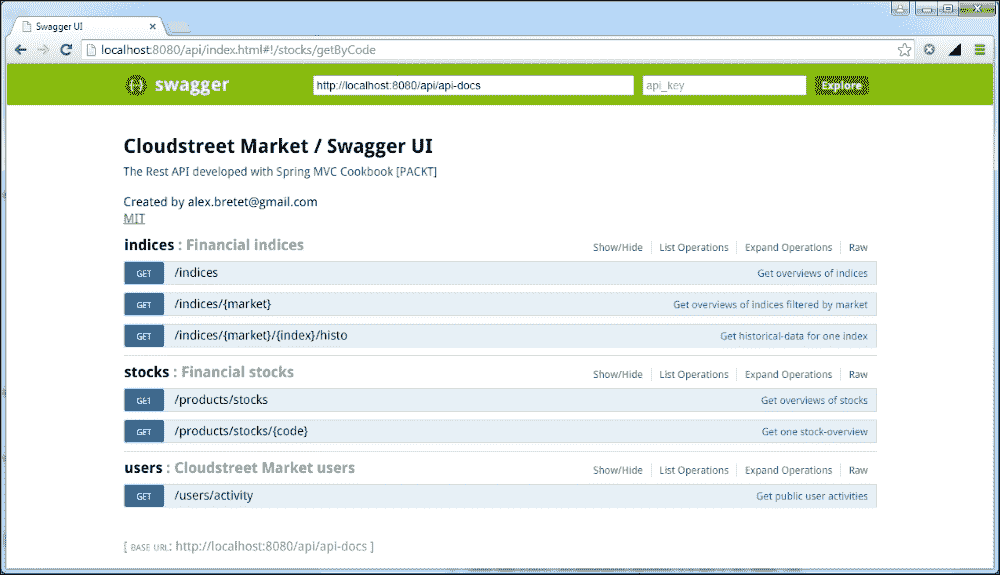 Swagger UI
localhost:8080/api/index.html#!/stocks/getByCode
swagger http://localhost:8080/api/api-docs api_key Explore
Cloudstreet Market / Swagger UI
The Rest API developed with Spring MVC Cookbook [PACKT]
Created by alex.bretet@gmail.com
MIT
indices : Financial indices Show/Hide List Operations Expand Operations Raw
GET /indices Get overviews of indices
GET /indices/{market} Get overviews of indices filtered by market
GET /indices/{market}/{index}/histo Get historical-data for one index
stocks : Financial stocks Show/Hide List Operations Expand Operations Raw
GET /products/stocks Get overviews of stocks
GET /products/stocks/{code} Get one stock-overview
users : Cloudstreet Market users Show/Hide List Operations Expand Operations Raw
GET /users/activity Get public user activities
[ BASE URL: http://localhost:8080/api/api-docs ]